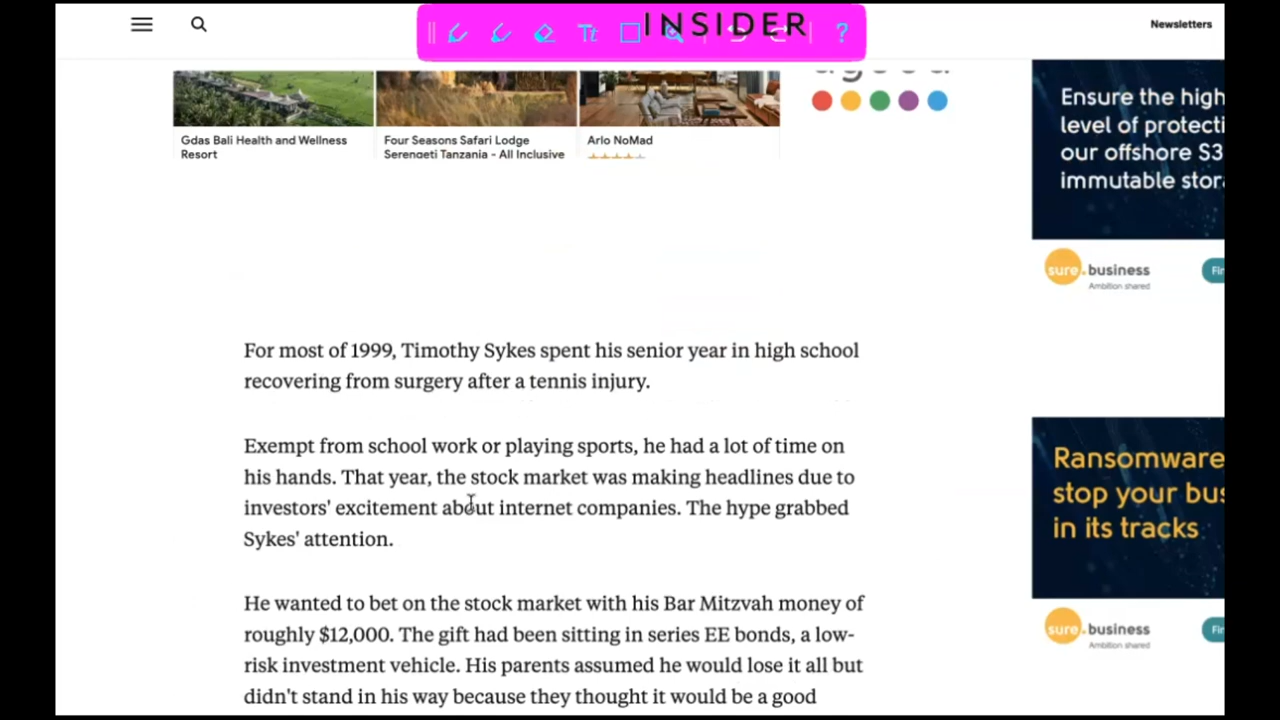 INSIDER
Tt
?
Newsletters
Gdas Bali Health and Wellness
Resort
Four Seasons Safari Lodge
Serengeti Tanzania - All Inclusive
Arlo NoMad
agoda
Ensure the high
level of protecti
our offshore S3
immutable stor
sure.business
Ambition shared
Fin
For most of 1999, Timothy Sykes spent his senior year in high school
recovering from surgery after a tennis injury.
Exempt from school work or playing sports, he had a lot of time on
his hands. That year, the stock market was making headlines due to
investors' excitement about internet companies. The hype grabbed
Sykes' attention.
Ransomware
stop your bus
in its tracks
sure.business
Ambition shared
Fin
He wanted to bet on the stock market with his Bar Mitzvah money of
roughly $12,000. The gift had been sitting in series EE bonds, a low-
risk investment vehicle. His parents assumed he would lose it all but
didn't stand in his way because they thought it would be a good